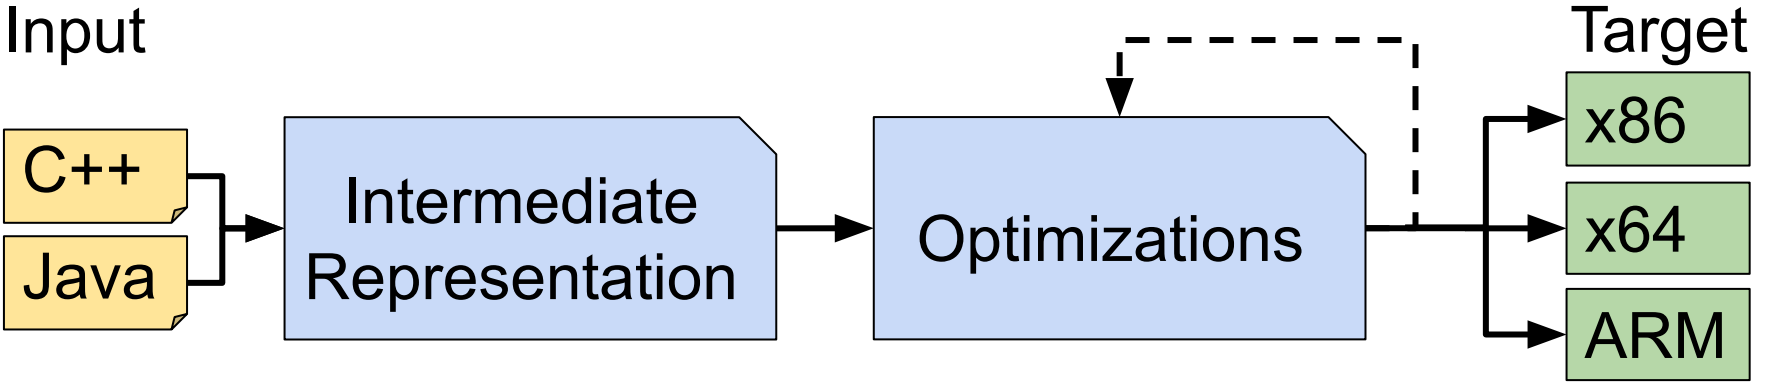 Input
C++
Java
Intermediate
Representation
Optimizations
Target
x86
x64
ARM